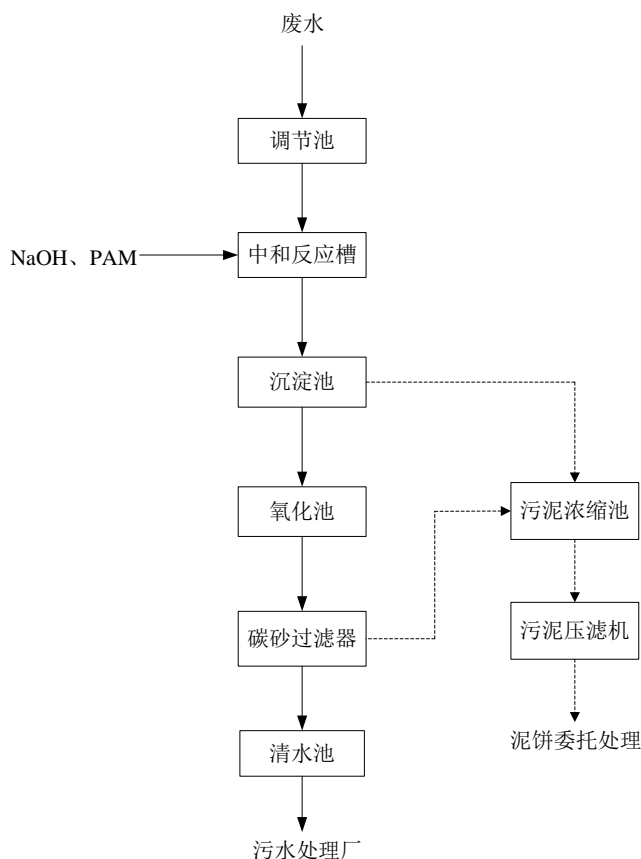 废水
调节池
NaOH、PAM
中和反应槽
沉淀池
氧化池
污泥浓缩池
碳砂过滤器
污泥压滤机
清水池
泥饼委托处理
污水处理厂